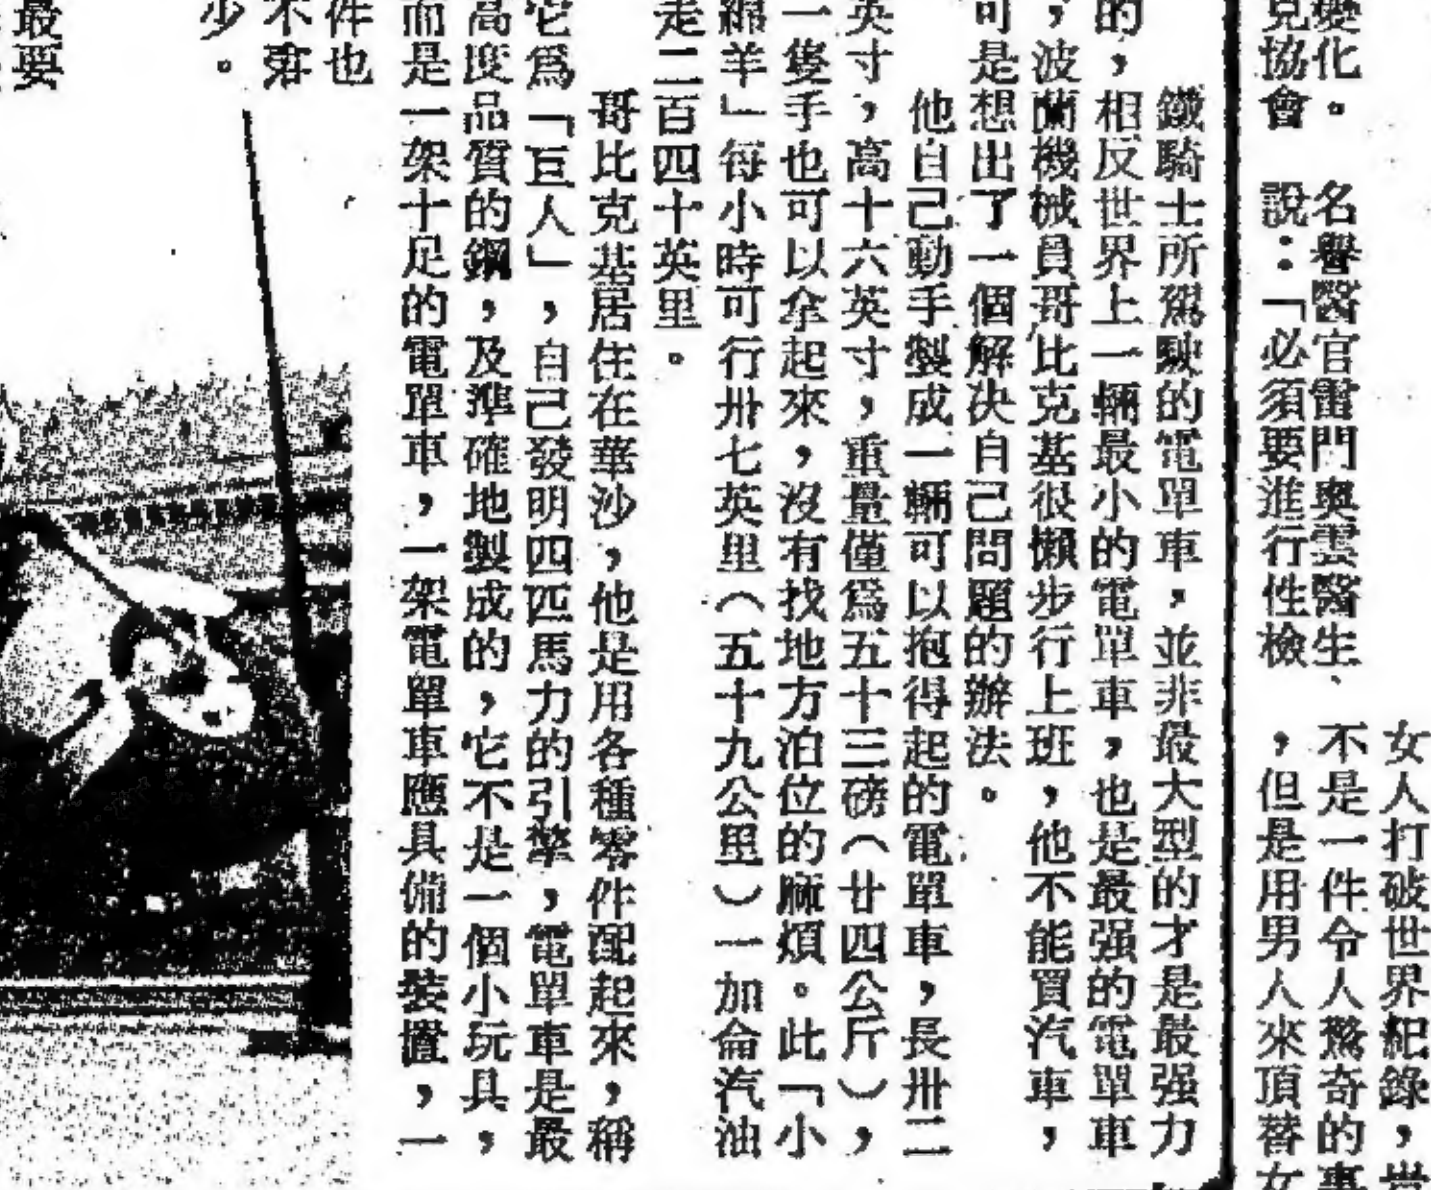 女人打破世界紀錄，
變化。名譽醫官雷門奧雲醫生、不是一件令人驚奇的事
克協會說：「必須要進行性檢，但是用男人來頂替女
鐵騎士所駕駛的電單車，並非最大型的才是最强力
的，相反世界上一輛最小的電單車，也是最强的電單車
，波蘭機械員哥比克基很懶步行上班，他不能買汽車，
可是想出了一個解決自己問題的辦法。
他自己動手製成一輛可以抱得起的電單車，長卅二
英寸，高十六英寸，重量僅爲五十三磅（廿四公斤），
一隻手也可以拿起來，沒有找地方泊位的麻煩。此「小
綿羊」每小時可行卅七英里（五十九公里）一加侖汽油
走二百四十英里。
哥比克基居住在華沙，他是用各種零件配起來，稱
它爲「巨人」，自己發明四匹馬力的引擎，電單車是最
高度品質的鋼，及準確地製成的，它不是一個小玩具，
而是一架十足的電單車，一架電單車應具備的裝置，一
件也
不
少。
最要